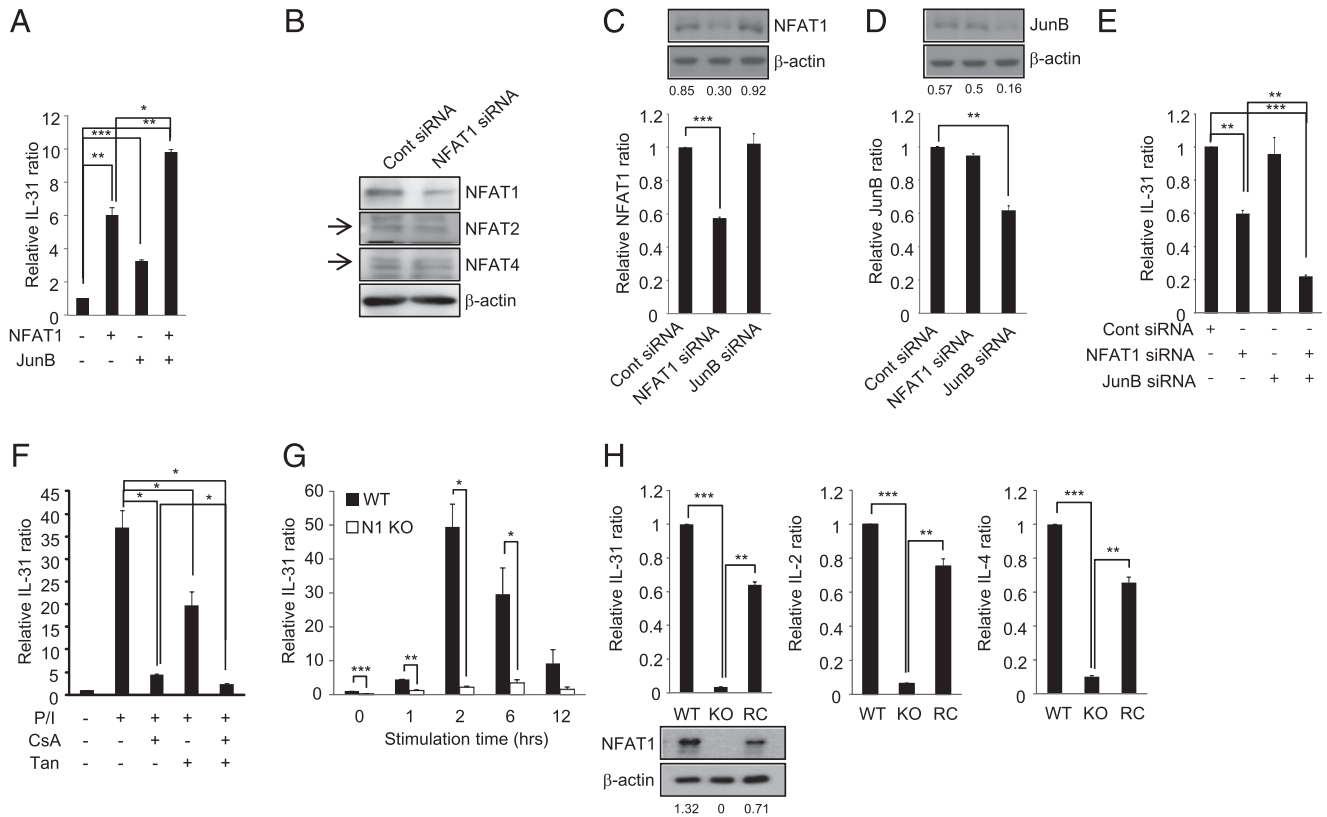 A
Relative IL-31 ratio
12
10
8
6
4
2
0
*
**
***
**
NFAT1 - + - +
JunB - - + +
B
Cont siRNA
NFAT1 siRNA
NFAT1
NFAT2
NFAT4
β-actin
C
NFAT1
β-actin
0.85 0.30 0.92
Relative NFAT1 ratio
1.2
1
0.8
0.6
0.4
0.2
0
***
Cont siRNA
NFAT1 siRNA
JunB siRNA
D
JunB
β-actin
0.57 0.5 0.16
Relative JunB ratio
1.2
1
0.8
0.6
0.4
0.2
0
**
Cont siRNA
NFAT1 siRNA
JunB siRNA
E
Relative IL-31 ratio
1.2
1
0.8
0.6
0.4
0.2
0
**
***
**
Cont siRNA + - - -
NFAT1 siRNA - + - +
JunB siRNA - - + +
F
Relative IL-31 ratio
45
40
35
30
25
20
15
10
5
0
*
*
*
*
P/I - + + + +
CsA - - + - +
Tan - - - + +
G
Relative IL-31 ratio
60
50
40
30
20
10
0
WT
N1 KO
***
**
*
*
0 1 2 6 12
Stimulation time (hrs)
H
Relative IL-31 ratio
1.2
1
0.8
0.6
0.4
0.2
0
***
**
WT KO RC
NFAT1
β-actin
1.32 0 0.71
Relative IL-2 ratio
1.2
1
0.8
0.6
0.4
0.2
0
***
**
WT KO RC
Relative IL-4 ratio
1.2
1
0.8
0.6
0.4
0.2
0
***
**
WT KO RC